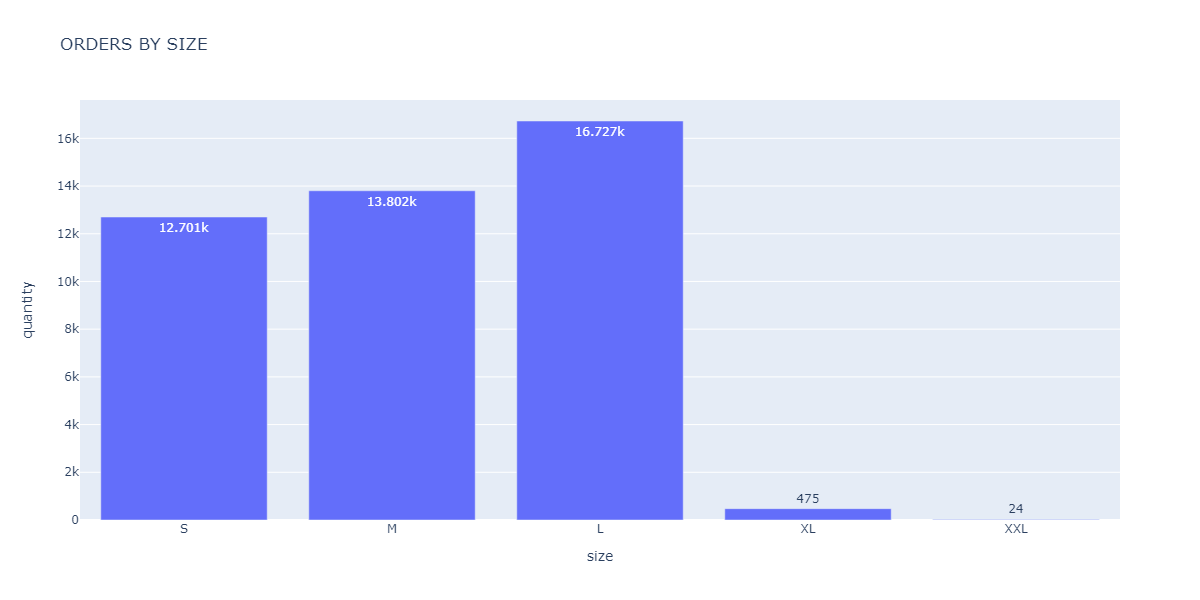 ORDERS BY SIZE
16k
14k
12k
10k
8k
6k
4k
2k
0
quantity
12.701k
13.802k
16.727k
475
24
S M L XL XXL
size